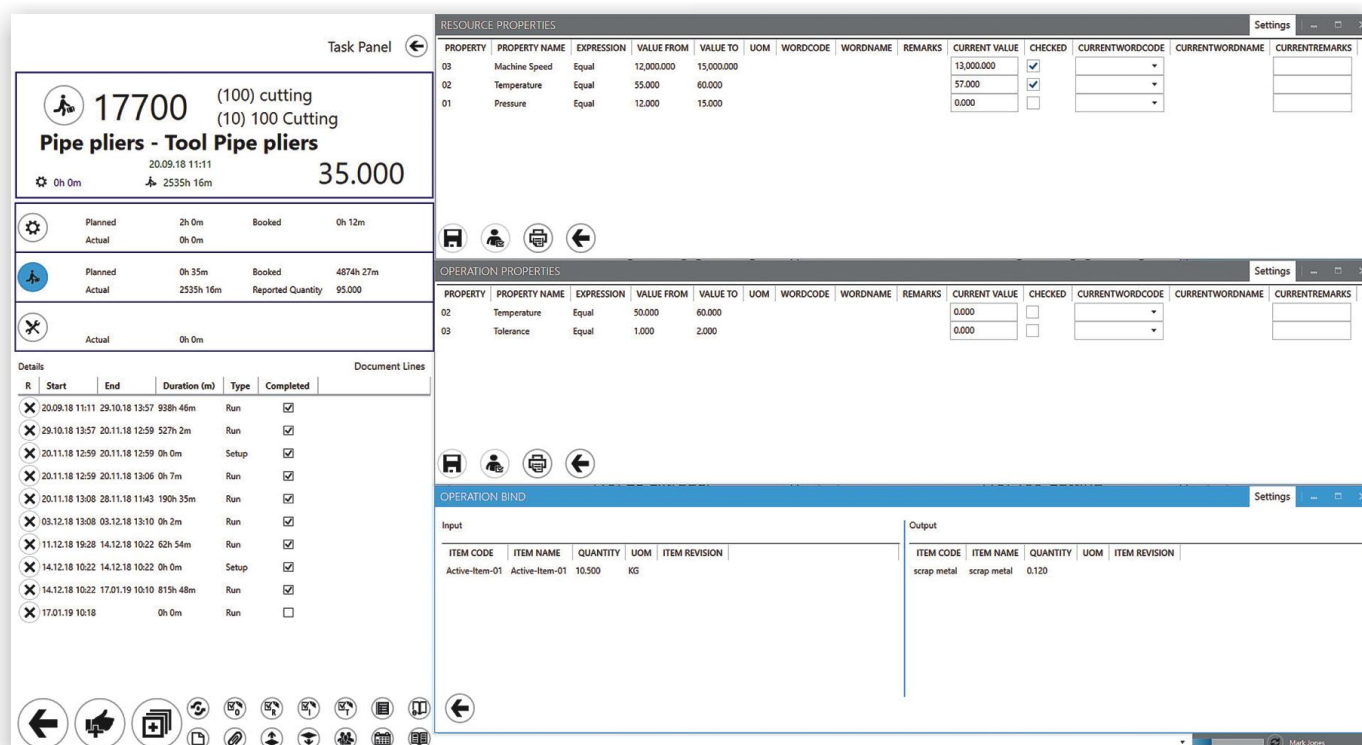 Task Panel
17700
(100) cutting
(10) 100 Cutting
Pipe pliers - Tool Pipe pliers
20.09.18 11:11
0h 0m 2535h 16m 35.000
Planned 2h 0m Booked 0h 12m
Actual 0h 0m
Planned 0h 35m Booked 4874h 27m
Actual 2535h 16m Reported Quantity 95.000
Actual 0h 0m
Details Document Lines
R Start End Duration (m) Type Completed
20.09.18 11:11 29.10.18 13:57 938h 46m Run
29.10.18 13:57 20.11.18 12:59 527h 2m Run
20.11.18 12:59 20.11.18 12:59 0h 0m Setup
20.11.18 12:59 20.11.18 13:06 0h 7m Run
20.11.18 13:08 28.11.18 11:43 190h 35m Run
03.12.18 13:08 03.12.18 13:10 0h 2m Run
11.12.18 19:28 14.12.18 10:22 62h 54m Run
14.12.18 10:22 14.12.18 10:22 0h 0m Setup
14.12.18 10:22 17.01.19 10:10 815h 48m Run
17.01.19 10:18 0h 0m Run
RESOURCE PROPERTIES Settings
PROPERTY PROPERTY NAME EXPRESSION VALUE FROM VALUE TO UOM WORDCODE WORDNAME REMARKS CURRENT VALUE CHECKED CURRENTWORDCODE CURRENTWORDNAME CURRENTREMARKS
03 Machine Speed Equal 12,000.000 15,000.000 13,000.000
02 Temperature Equal 55.000 60.000 57.000
01 Pressure Equal 12.000 15.000 0.000
OPERATION PROPERTIES Settings
PROPERTY PROPERTY NAME EXPRESSION VALUE FROM VALUE TO UOM WORDCODE WORDNAME REMARKS CURRENT VALUE CHECKED CURRENTWORDCODE CURRENTWORDNAME CURRENTREMARKS
02 Temperature Equal 50.000 60.000 0.000
03 Tolerance Equal 1.000 2.000 0.000
OPERATION BIND Settings
Input
ITEM CODE ITEM NAME QUANTITY UOM ITEM REVISION
Active-Item-01 Active-Item-01 10.500 KG
Output
ITEM CODE ITEM NAME QUANTITY UOM ITEM REVISION
scrap metal scrap metal 0.120
Mark Jones